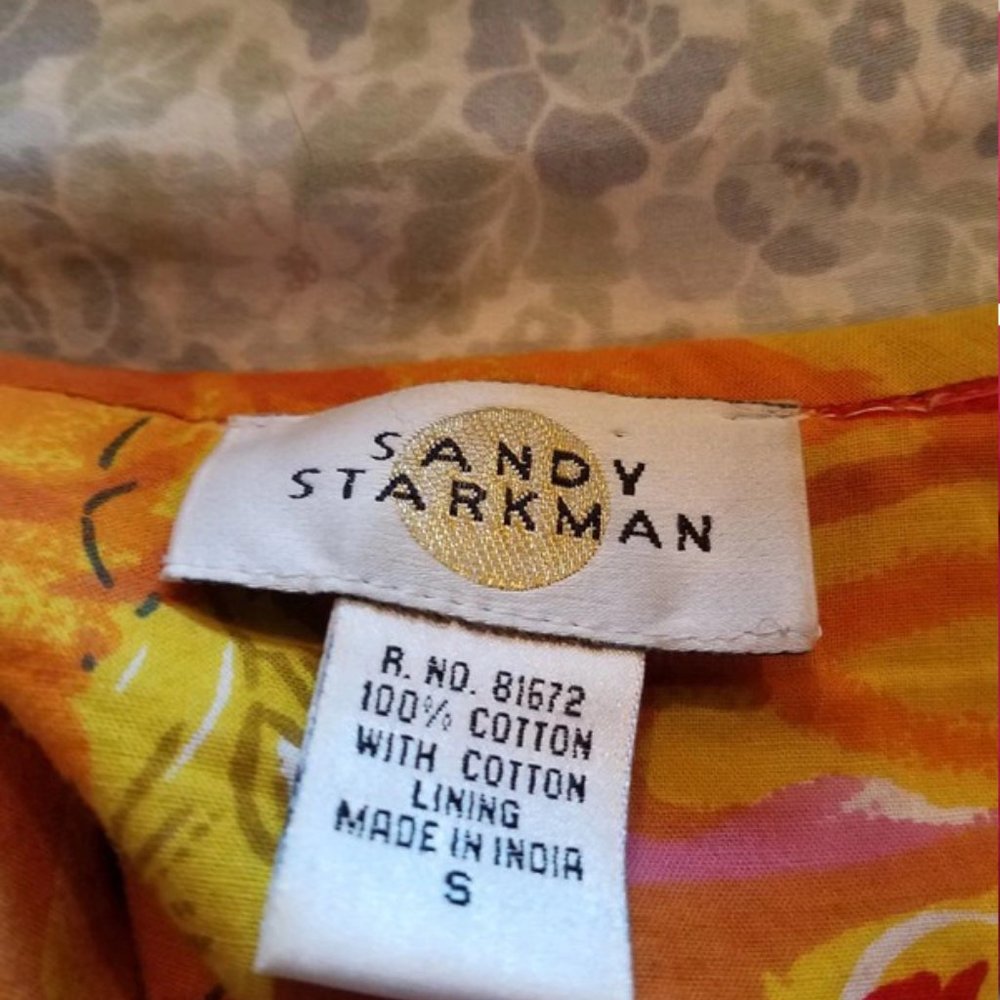 SANDY
STARKMAN
R. NO. 81672
100% COTTON
WITH COTTON
LINING
MADE IN INDIA
S